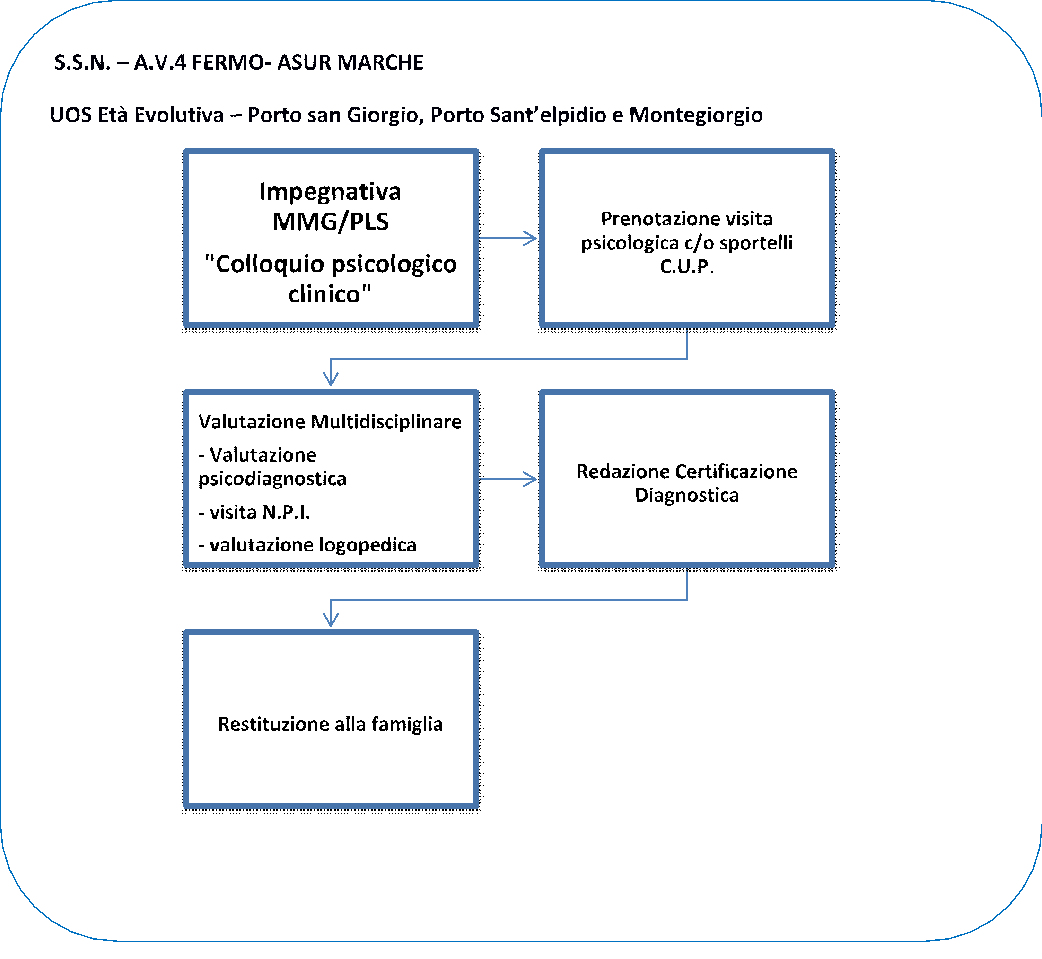 S.S.N. – A.V.4 FERMO- ASUR MARCHE
UOS Età Evolutiva – Porto san Giorgio, Porto Sant'elpidio e Montegiorgio
Impegnativa
MMG/PLS
"Colloquio psicologico
clinico"
Prenotazione visita
psicologica c/o sportelli
C.U.P.
Valutazione Multidisciplinare
- Valutazione
psicodiagnostica
- visita N.P.I.
- valutazione logopedica
Redazione Certificazione
Diagnostica
Restituzione alla famiglia